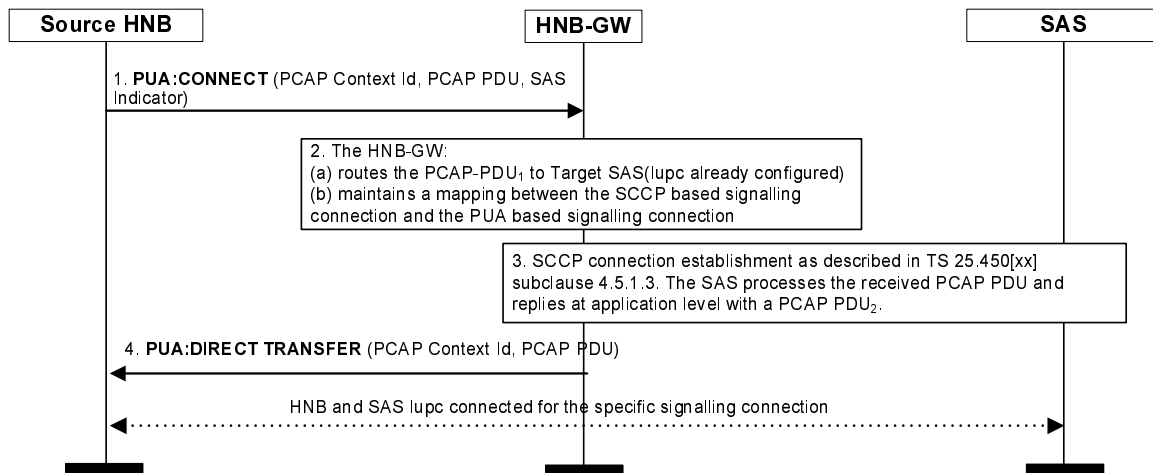 Source HNB
HNB-GW
SAS
1. PUA:CONNECT (PCAP Context Id, PCAP PDU, SAS
Indicator)
2. The HNB-GW:
(a) routes the PCAP-PDU₁ to Target SAS(Iupc already configured)
(b) maintains a mapping between the SCCP based signalling
connection and the PUA based signalling connection
3. SCCP connection establishment as described in TS 25.450[xx]
subclause 4.5.1.3. The SAS processes the received PCAP PDU and
replies at application level with a PCAP PDU₂.
4. PUA:DIRECT TRANSFER (PCAP Context Id, PCAP PDU)
HNB and SAS Iupc connected for the specific signalling connection